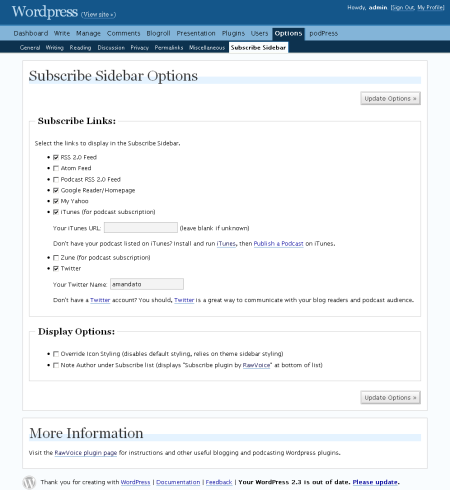 Wordpress (View site »)
Howdy, admin. [Sign Out, My Profile]
Dashboard Write Manage Comments Blogroll Presentation Plugins Users Options podPress
General Writing Reading Discussion Privacy Permalinks Miscellaneous Subscribe Sidebar
Subscribe Sidebar Options
Update Options »
Subscribe Links:
Select the links to display in the Subscribe Sidebar.
RSS 2.0 Feed
Atom Feed
Podcast RSS 2.0 Feed
Google Reader/Homepage
My Yahoo
iTunes (for podcast subscription)
Your iTunes URL: (leave blank if unknown)
Don't have your podcast listed on iTunes? Install and run iTunes, then Publish a Podcast on iTunes.
Zune (for podcast subscription)
Twitter
Your Twitter Name: amandato
Don't have a Twitter account? You should, Twitter is a great way to communicate with your blog readers and podcast audience.
Display Options:
Override Icon Styling (disables default styling, relies on theme sidebar styling)
Note Author under Subscribe list (displays "Subscribe plugin by RawVoice" at bottom of list)
Update Options »
More Information
Visit the RawVoice plugin page for instructions and other useful blogging and podcasting Wordpress plugins.
Thank you for creating with WordPress | Documentation | Feedback | Your WordPress 2.3 is out of date. Please update.